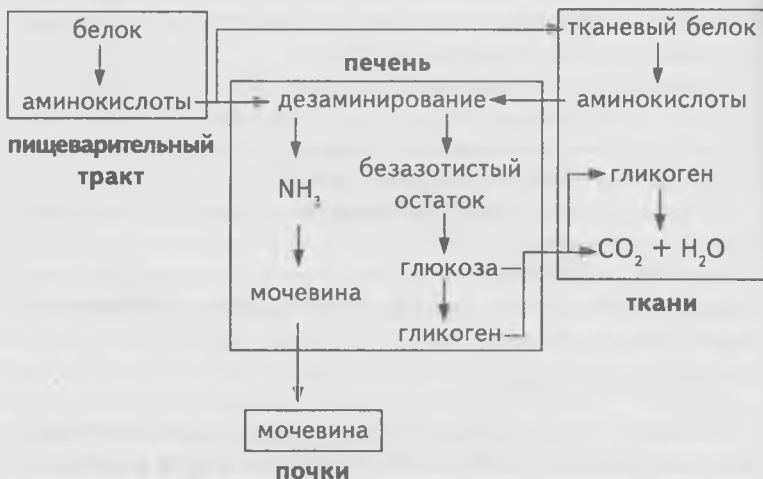 белок
аминокислоты
пищеварительный
тракт
печень
дезаминирование
NH₃
мочевина
безазотистый
остаток
глюкоза
гликоген
тканевый белок
аминокислоты
гликоген
CO₂ + H₂O
ткани
мочевина
почки